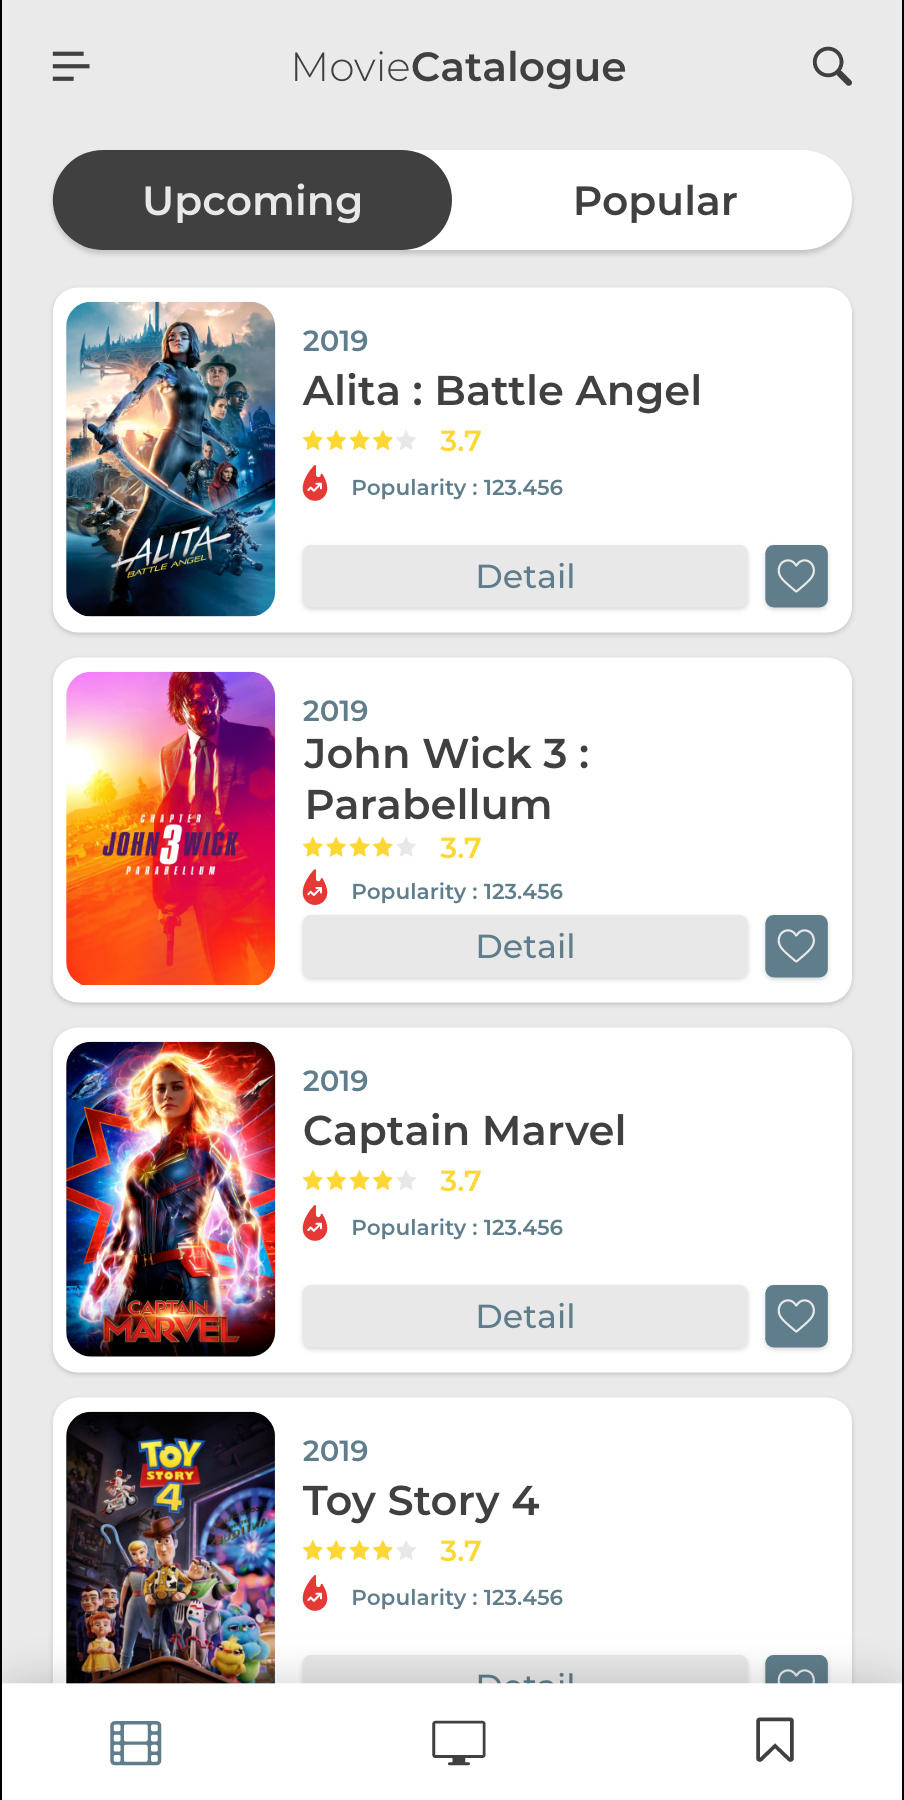 MovieCatalogue
Upcoming
Popular
ALITA
BATTLE ANGEL
2019
Alita : Battle Angel
3.7
Popularity : 123.456
Detail
CHAPTER
JOHN 3 WICK
PARABELLUM
2019
John Wick 3 :
Parabellum
3.7
Popularity : 123.456
Detail
CAPTAIN
MARVEL
2019
Captain Marvel
3.7
Popularity : 123.456
Detail
TOY
STORY
4
2019
Toy Story 4
3.7
Popularity : 123.456
Detail